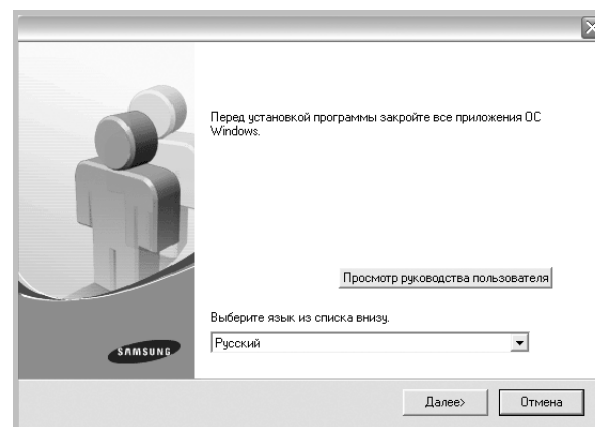 Перед установкой программы закройте все приложения ОС
Windows.
Просмотр руководства пользователя
Выберите язык из списка внизу.
Русский
SAMSUNG
Далее>
Отмена